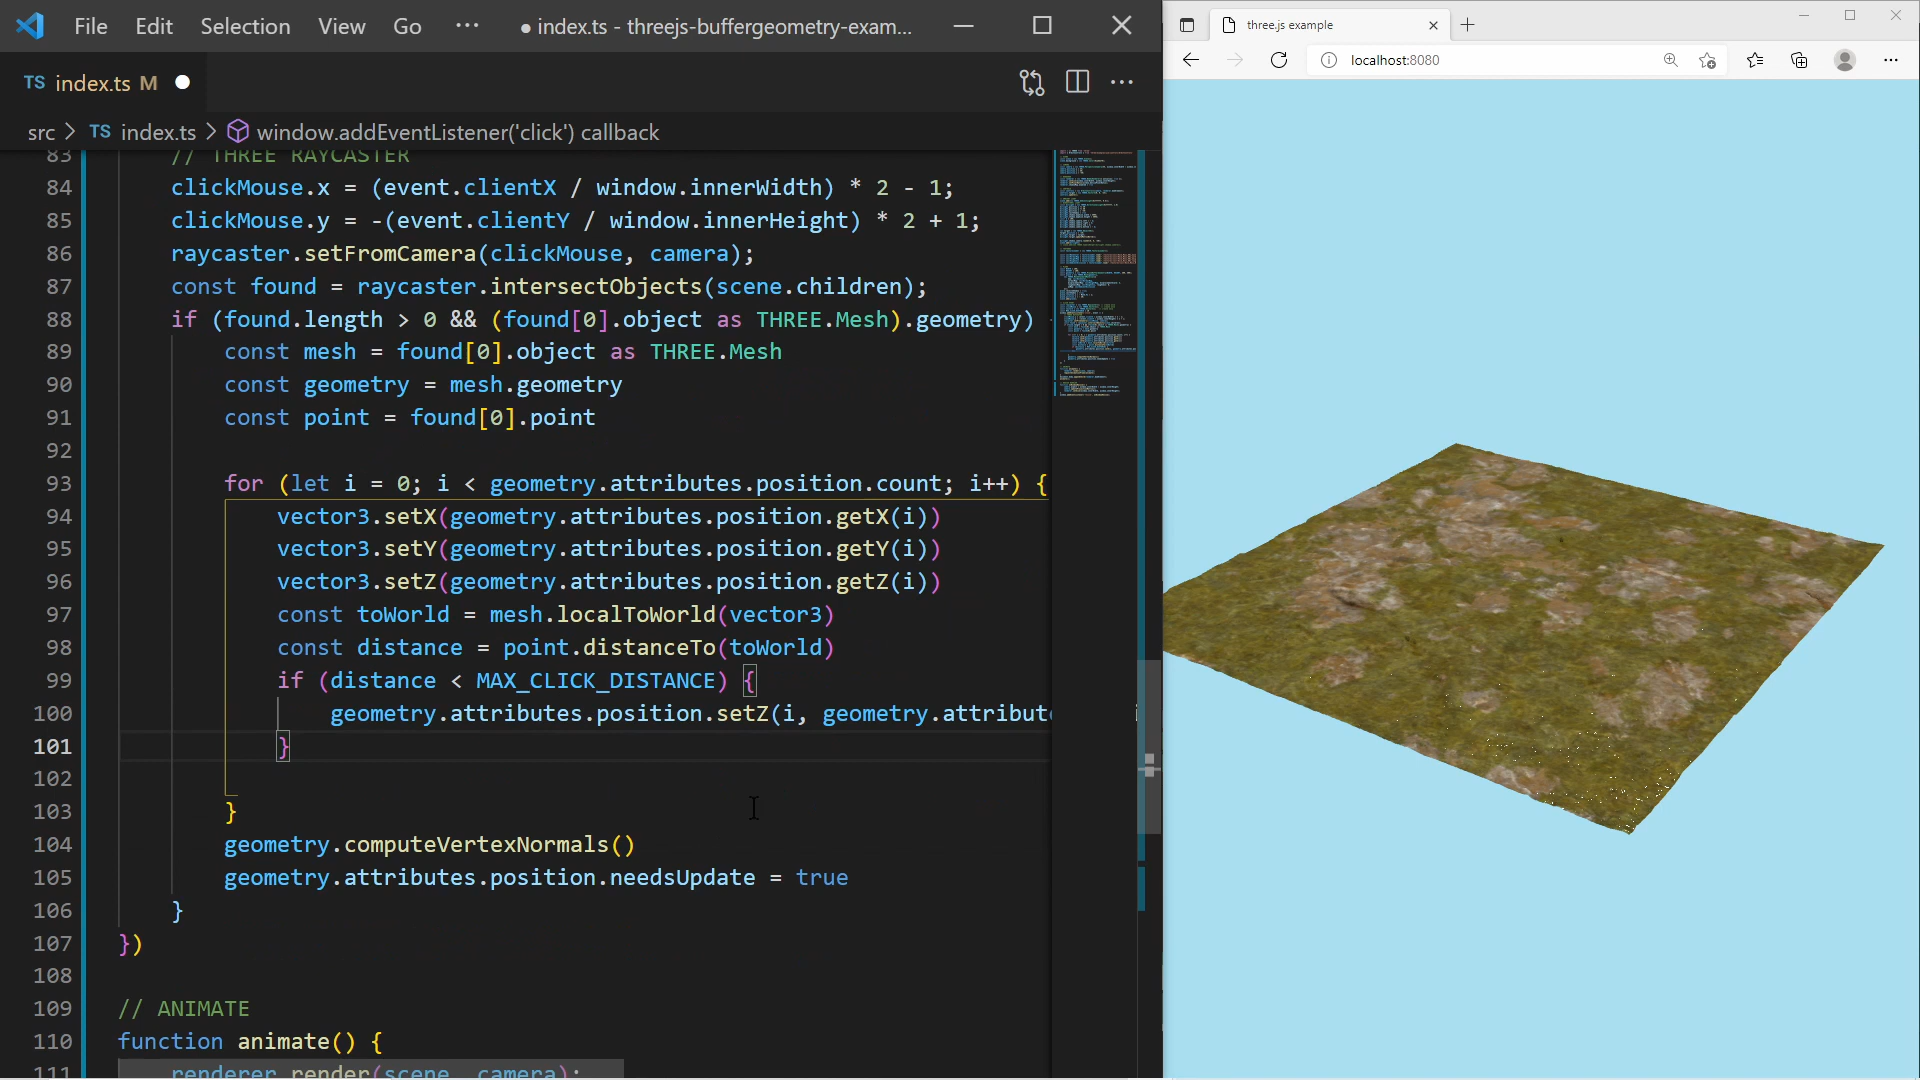 File Edit Selection View Go ··· ● index.ts - threejs-buffergeometry-exam...
TS index.ts M ●
src > TS index.ts > window.addEventListener('click') callback
83 // THREE RAYCASTER
84 clickMouse.x = (event.clientX / window.innerWidth) * 2 - 1;
85 clickMouse.y = -(event.clientY / window.innerHeight) * 2 + 1;
86 raycaster.setFromCamera(clickMouse, camera);
87 const found = raycaster.intersectObjects(scene.children);
88 if (found.length > 0 && (found[0].object as THREE.Mesh).geometry)
89 const mesh = found[0].object as THREE.Mesh
90 const geometry = mesh.geometry
91 const point = found[0].point
92
93 for (let i = 0; i < geometry.attributes.position.count; i++) {
94 vector3.setX(geometry.attributes.position.getX(i))
95 vector3.setY(geometry.attributes.position.getY(i))
96 vector3.setZ(geometry.attributes.position.getZ(i))
97 const toWorld = mesh.localToWorld(vector3)
98 const distance = point.distanceTo(toWorld)
99 if (distance < MAX_CLICK_DISTANCE) {
100 geometry.attributes.position.setZ(i, geometry.attribut
101 }
102
103 }
104 geometry.computeVertexNormals()
105 geometry.attributes.position.needsUpdate = true
106 }
107 })
108
109 // ANIMATE
110 function animate() {
111 renderer.render(scene, camera);
three.js example
localhost:8080